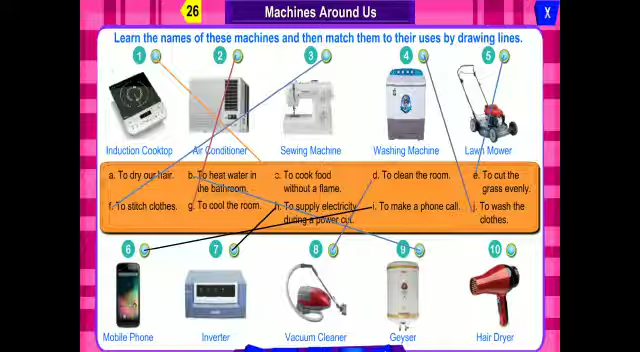 26
Machines Around Us
X
Learn the names of these machines and then match them to their uses by drawing lines.
1 2 3 4 5
Induction Cooktop Air Conditioner Sewing Machine Washing Machine Lawn Mower
a. To dry our hair. b. To heat water in c. To cook food d. To clean the room. e. To cut the
the bathroom. without a flame. grass evenly.
f. To stitch clothes. g. To cool the room. h. To supply electricity i. To make a phone call. j. To wash the
during a power cut. clothes.
6 7 8 9 10
Mobile Phone Inverter Vacuum Cleaner Geyser Hair Dryer